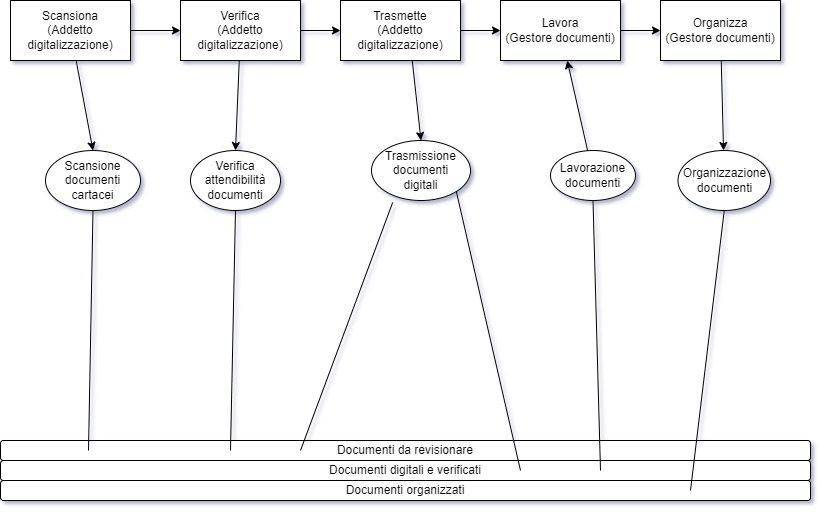 Scansiona
(Addetto
digitalizzazione)
Verifica
(Addetto
digitalizzazione)
Trasmette
(Addetto
digitalizzazione)
Lavora
(Gestore documenti)
Organizza
(Gestore documenti)
Scansione
documenti
cartacei
Verifica
attendibilità
documenti
Trasmissione
documenti
digitali
Lavorazione
documenti
Organizzazione
documenti
Documenti da revisionare
Documenti digitali e verificati
Documenti organizzati